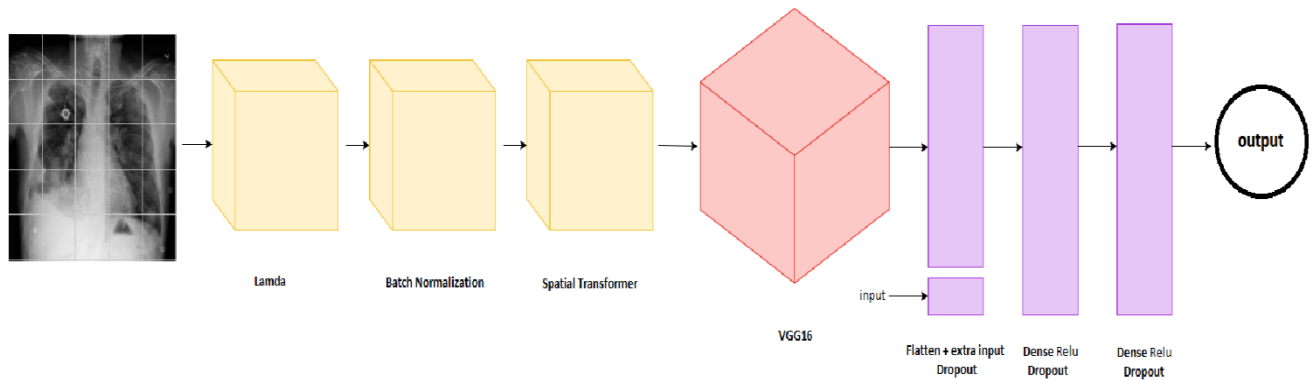 Lamda
Batch Normalization
Spatial Transformer
VGG16
input
Flatten + extra input
Dropout
Dense Relu
Dropout
Dense Relu
Dropout
output